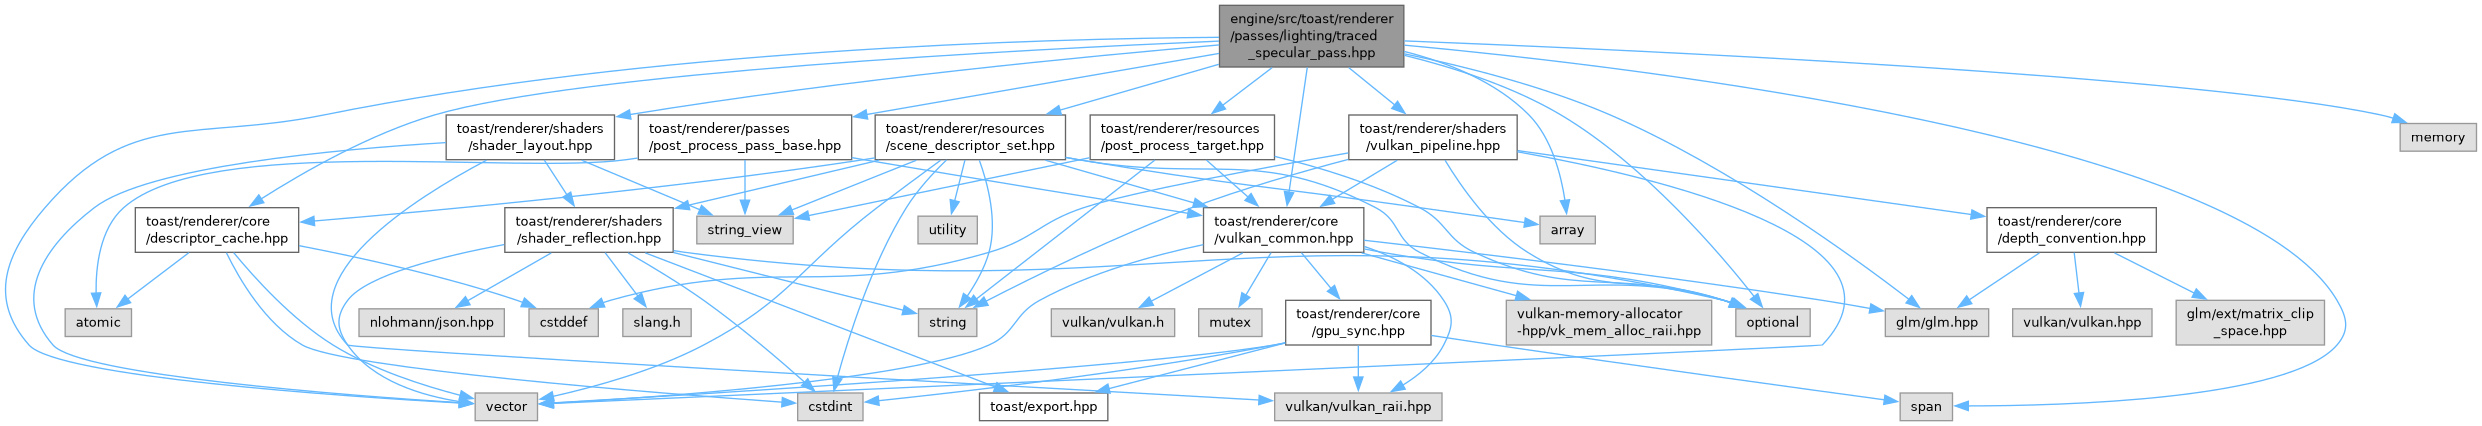 engine/src/toast/renderer
/passes/lighting/traced
_specular_pass.hpp
toast/renderer/shaders
/shader_layout.hpp
toast/renderer/passes
/post_process_pass_base.hpp
toast/renderer/resources
/scene_descriptor_set.hpp
toast/renderer/resources
/post_process_target.hpp
toast/renderer/shaders
/vulkan_pipeline.hpp
memory
toast/renderer/core
/descriptor_cache.hpp
toast/renderer/shaders
/shader_reflection.hpp
string_view
utility
toast/renderer/core
/vulkan_common.hpp
array
toast/renderer/core
/depth_convention.hpp
atomic
nlohmann/json.hpp
cstddef
slang.h
string
vulkan/vulkan.h
mutex
toast/renderer/core
/gpu_sync.hpp
vulkan-memory-allocator
-hpp/vk_mem_alloc_raii.hpp
optional
glm/glm.hpp
vulkan/vulkan.hpp
glm/ext/matrix_clip
_space.hpp
vector
cstdint
toast/export.hpp
vulkan/vulkan_raii.hpp
span